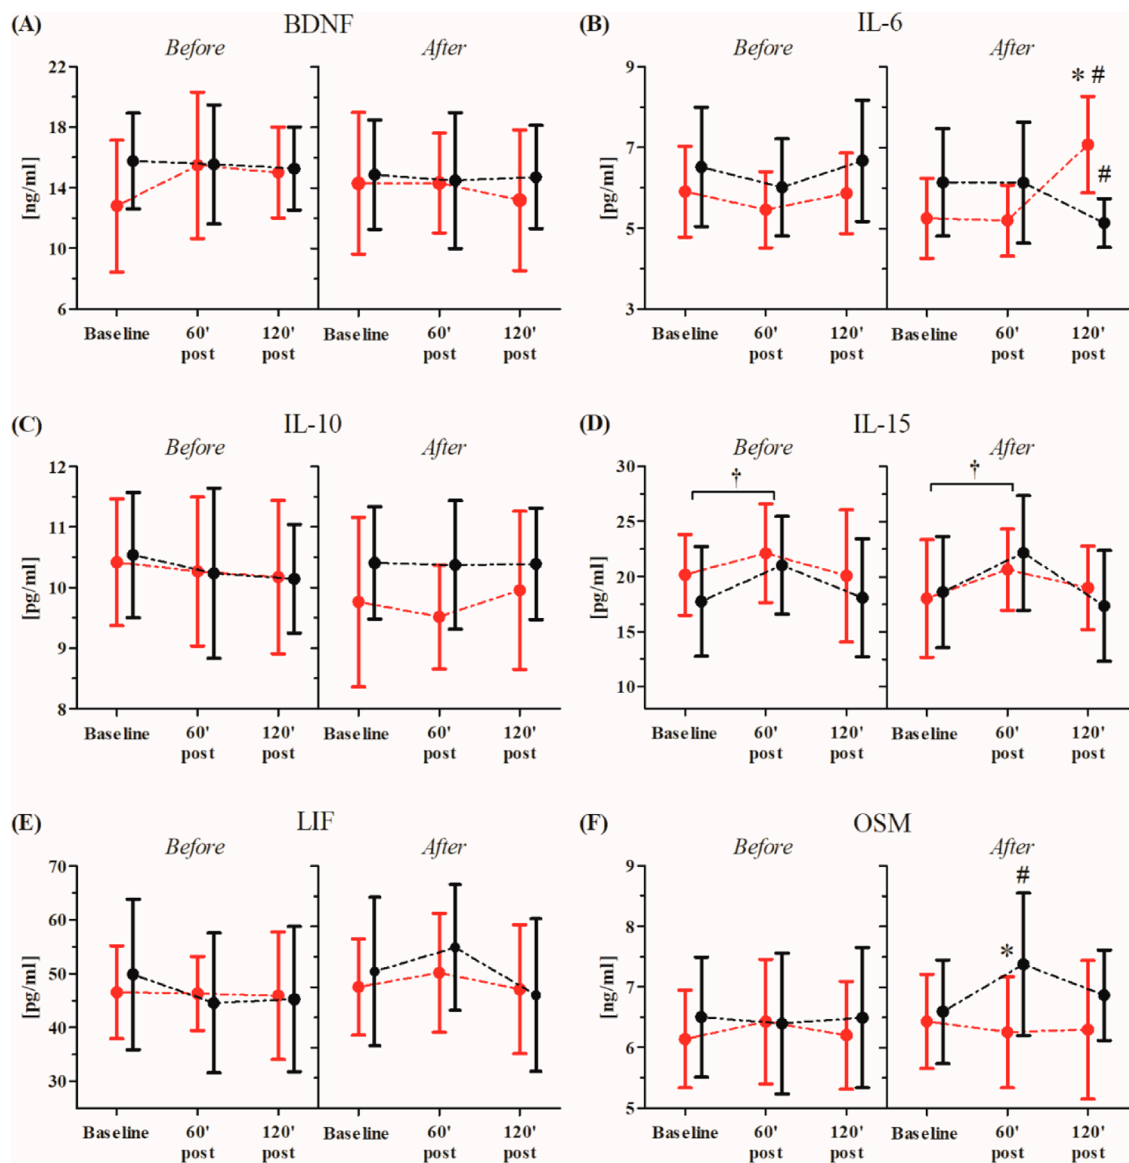 (A) BDNF
Before After
[ng/ml]
22
18
14
10
6
Baseline 60' post 120' post Baseline 60' post 120' post
(B) IL-6
Before After
[pg/ml]
9
7
5
3
* #
#
Baseline 60' post 120' post Baseline 60' post 120' post
(C) IL-10
Before After
[pg/ml]
12
11
10
9
8
Baseline 60' post 120' post Baseline 60' post 120' post
(D) IL-15
Before After
[pg/ml]
30
25
20
15
10
† †
Baseline 60' post 120' post Baseline 60' post 120' post
(E) LIF
Before After
[pg/ml]
70
60
50
40
30
Baseline 60' post 120' post Baseline 60' post 120' post
(F) OSM
Before After
[ng/ml]
9
8
7
6
5
#
*
Baseline 60' post 120' post Baseline 60' post 120' post